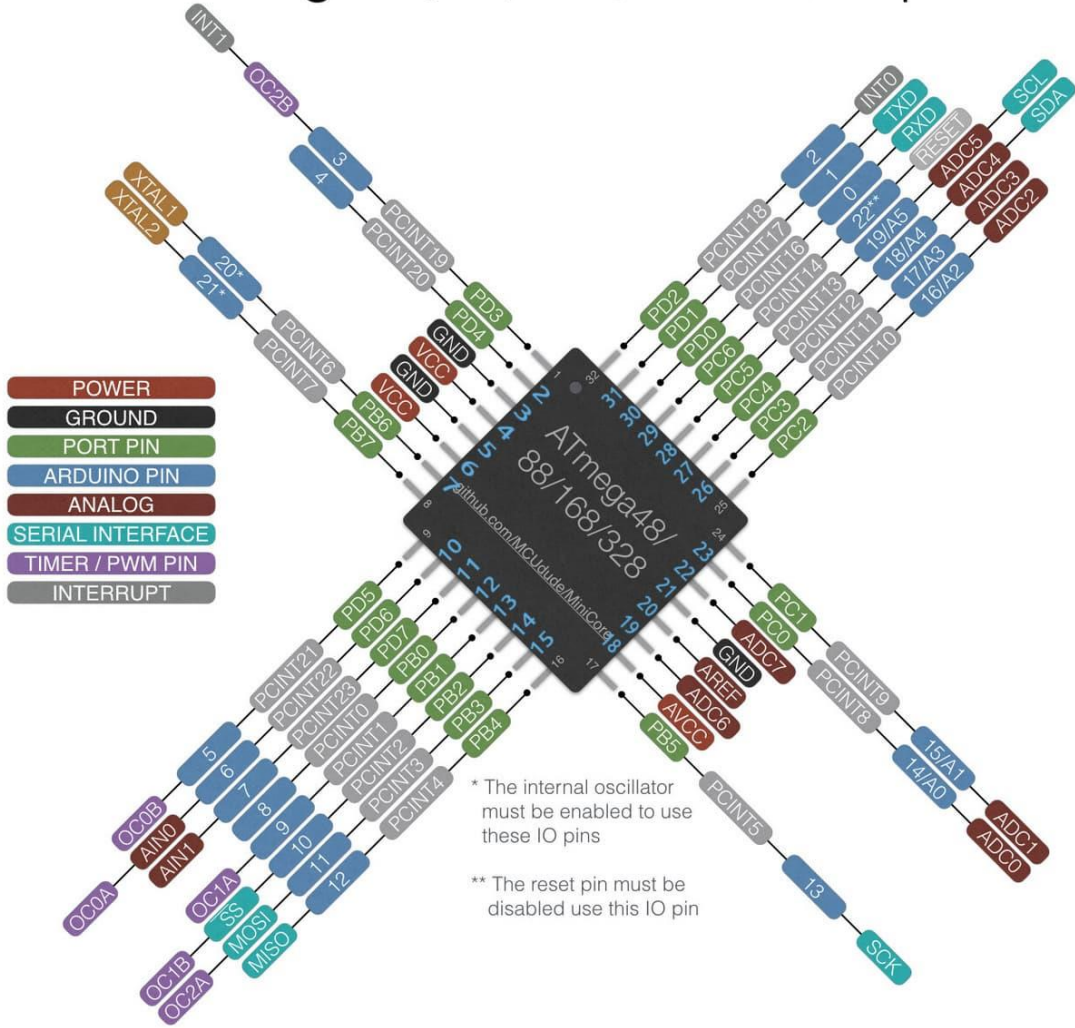 INT1
OC2B
3
4
PCINT19
PCINT20
PD3
PD4
XTAL1
XTAL2
20*
21*
PCINT6
PCINT7
PB6
PB7
GND
VCC
GND
VCC
INT0
TXD
RXD
RESET
ADC5
ADC4
ADC3
ADC2
SCL
SDA
2
1
0
22**
19/A5
18/A4
17/A3
16/A2
PCINT18
PCINT17
PCINT16
PCINT14
PCINT13
PCINT12
PCINT11
PCINT10
PD2
PD1
PD0
PC6
PC5
PC4
PC3
PC2
POWER
GROUND
PORT PIN
ARDUINO PIN
ANALOG
SERIAL INTERFACE
TIMER / PWM PIN
INTERRUPT
1
2
3
4
5
6
7
8
32
31
30
29
28
27
26
25
ATmega48/
88/168/328
github.com/MCUdude/MiniCore
9
10
11
12
13
14
15
16
24
23
22
21
20
19
18
17
PD5
PD6
PD7
PB0
PB1
PB2
PB3
PB4
PCINT21
PCINT22
PCINT23
PCINT0
PCINT1
PCINT2
PCINT3
PCINT4
5
6
7
8
9
10
11
12
OC0B
AIN0
AIN1
OC0A
OC1A
SS
MOSI
MISO
OC1B
OC2A
PC1
PC0
ADC7
GND
AREF
ADC6
AVCC
PB5
PCINT9
PCINT8
15/A1
14/A0
ADC1
ADC0
PCINT5
13
SCK
* The internal oscillator
must be enabled to use
these IO pins
** The reset pin must be
disabled use this IO pin